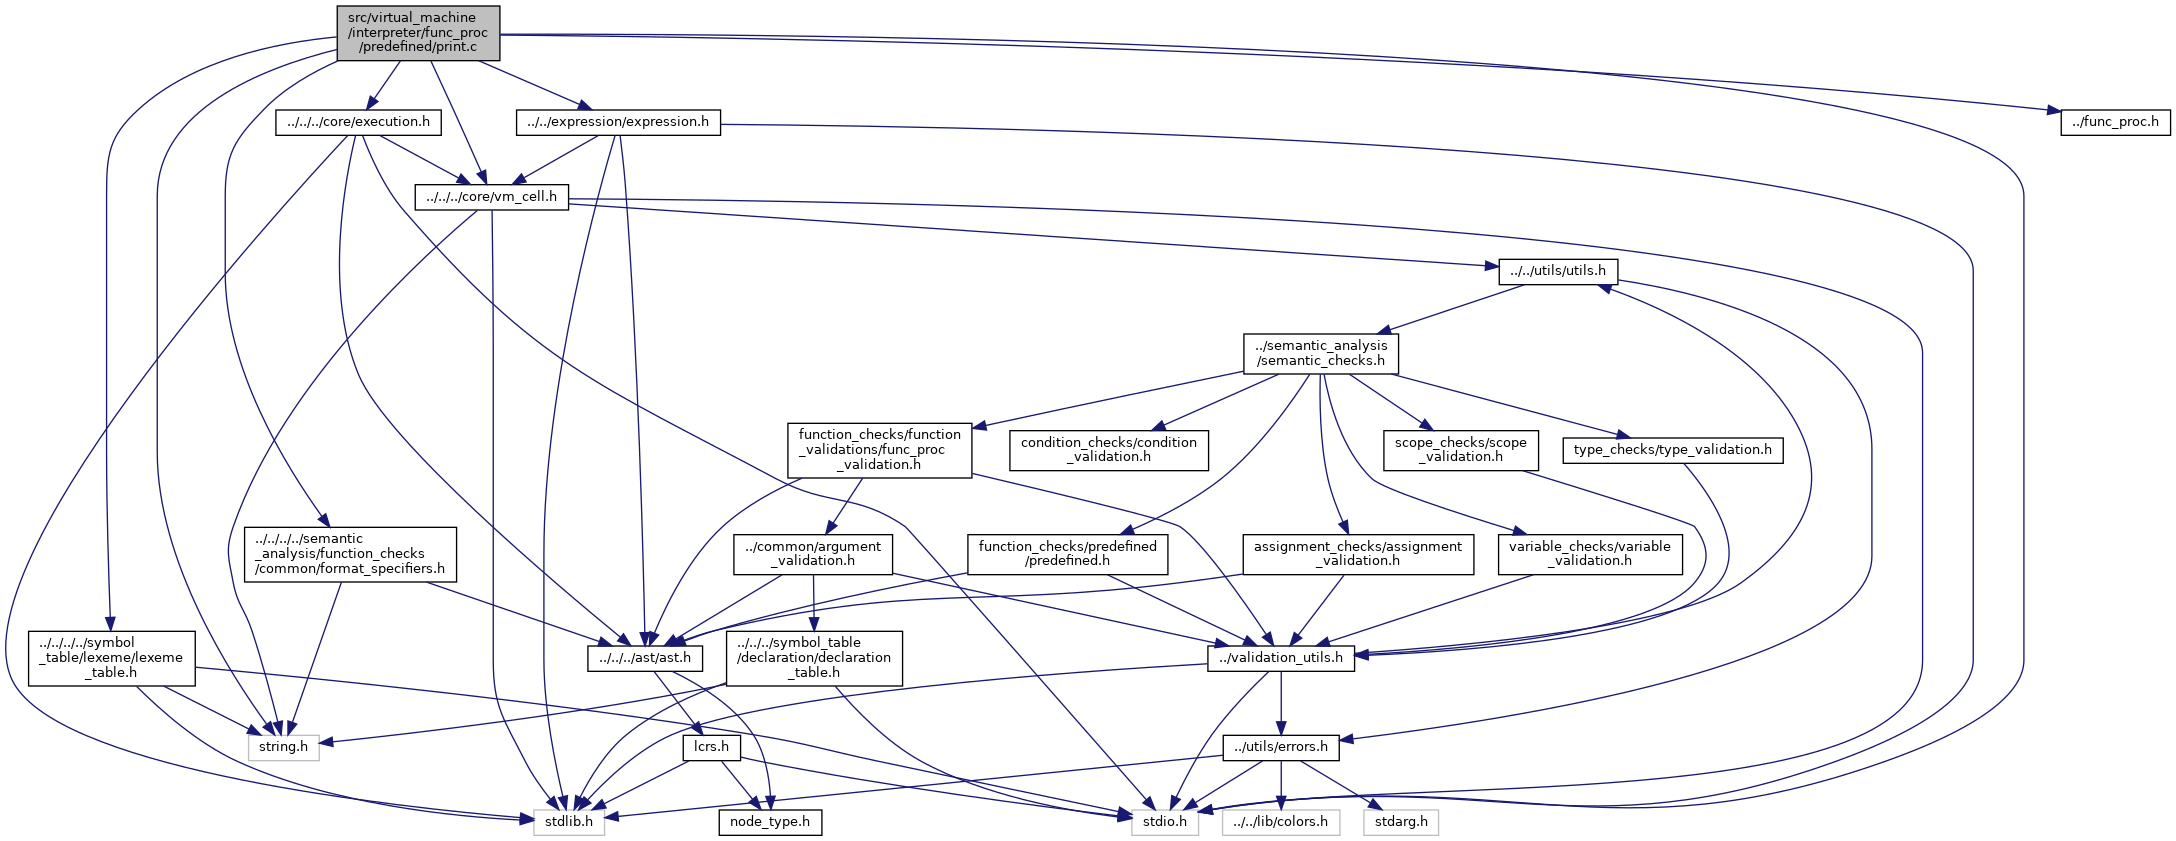 src/virtual_machine
/interpreter/func_proc
/predefined/print.c
../../../core/execution.h
../../expression/expression.h
../func_proc.h
../../../core/vm_cell.h
../../utils/utils.h
../semantic_analysis
/semantic_checks.h
function_checks/function
_validations/func_proc
_validation.h
condition_checks/condition
_validation.h
scope_checks/scope
_validation.h
type_checks/type_validation.h
../../../../semantic
_analysis/function_checks
/common/format_specifiers.h
../common/argument
_validation.h
function_checks/predefined
/predefined.h
assignment_checks/assignment
_validation.h
variable_checks/variable
_validation.h
../../../../symbol
_table/lexeme/lexeme
_table.h
../../../ast/ast.h
../../../symbol_table
/declaration/declaration
_table.h
../validation_utils.h
string.h
lcrs.h
../utils/errors.h
stdlib.h
node_type.h
stdio.h
../../lib/colors.h
stdarg.h